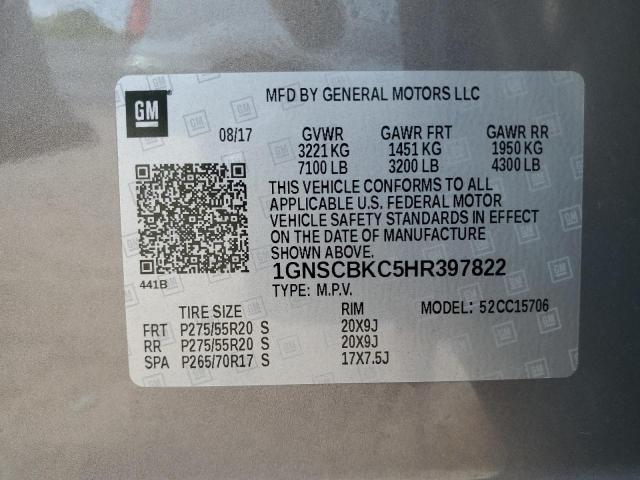 GM
MFD BY GENERAL MOTORS LLC
08/17 GVWR GAWR FRT GAWR RR
3221 KG 1451 KG 1950 KG
7100 LB 3200 LB 4300 LB
THIS VEHICLE CONFORMS TO ALL
APPLICABLE U.S. FEDERAL MOTOR
VEHICLE SAFETY STANDARDS IN EFFECT
ON THE DATE OF MANUFACTURE
SHOWN ABOVE.
1GNSCBKC5HR397822
441B
TYPE: M.P.V. MODEL: 52CC15706
TIRE SIZE RIM
FRT P275/55R20 S 20X9J
RR P275/55R20 S 20X9J
SPA P265/70R17 S 17X7.5J